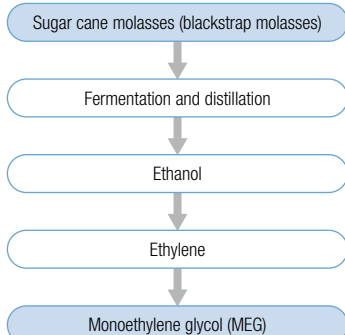 Sugar cane molasses (blackstrap molasses)
Fermentation and distillation
Ethanol
Ethylene
Monoethylene glycol (MEG)